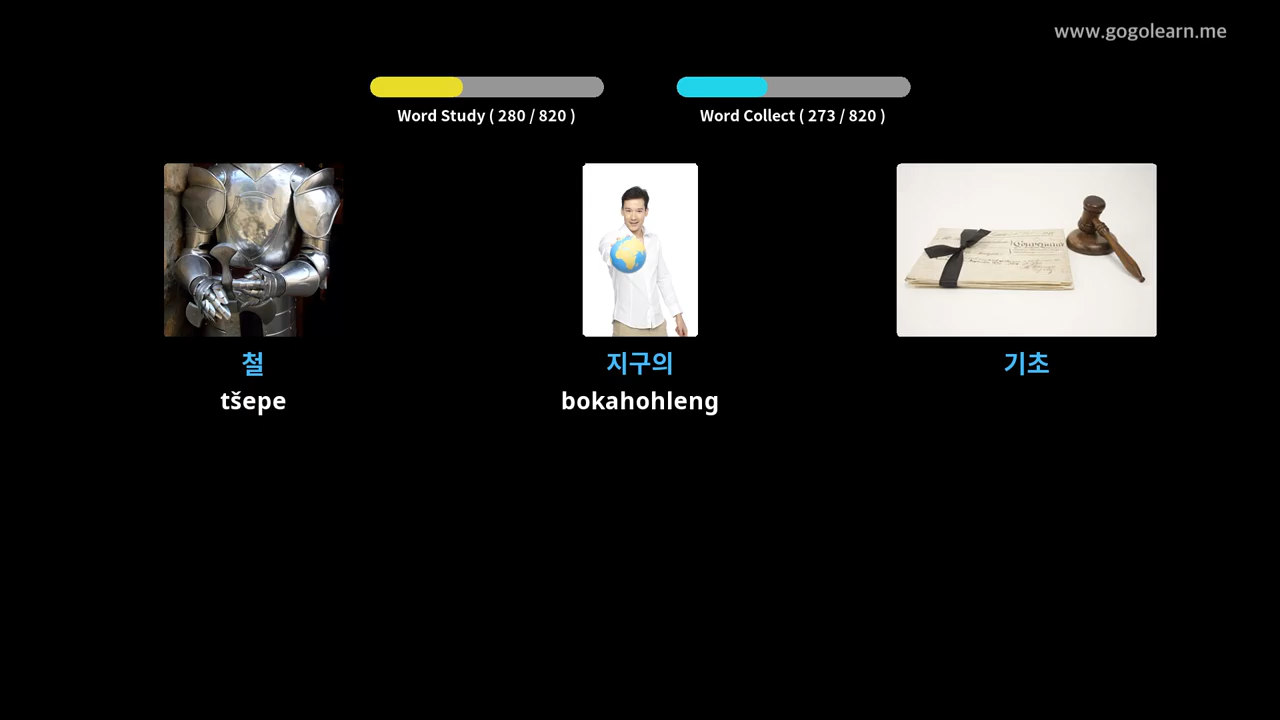 www.gogolearn.me
Word Study ( 280 / 820 )
Word Collect ( 273 / 820 )
철
tšepe
지구의
bokahohleng
기초